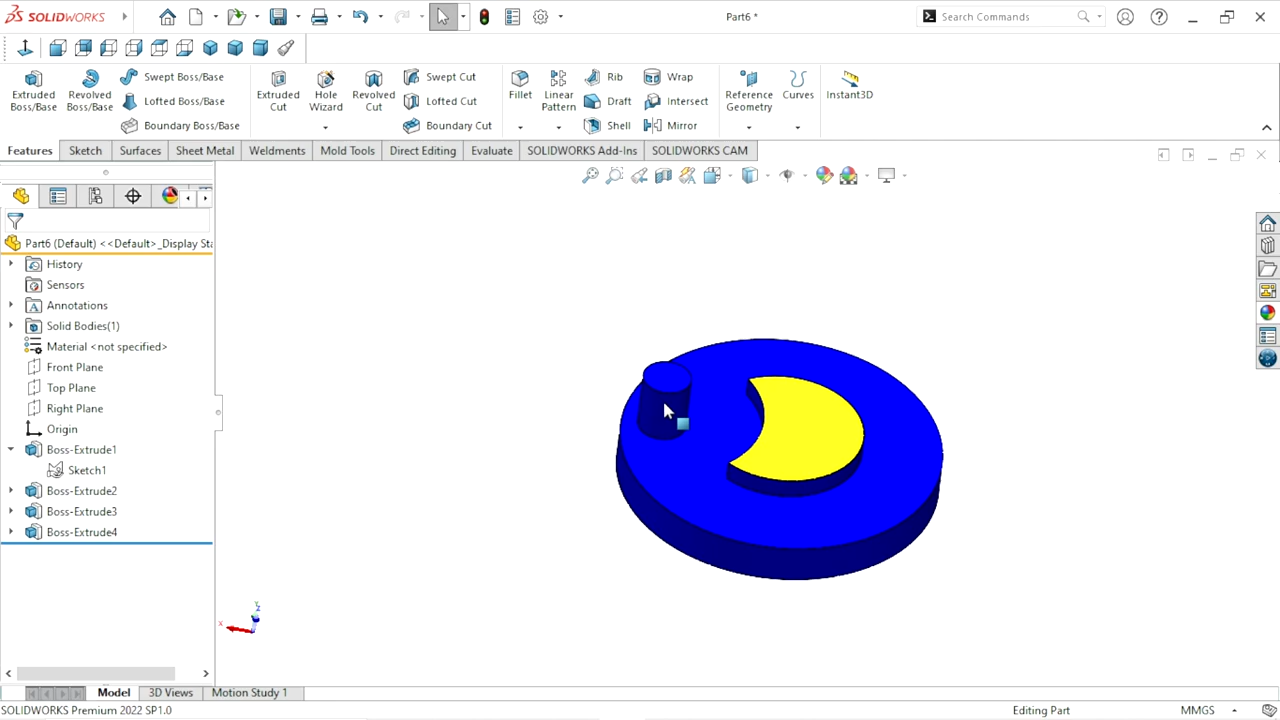 SOLIDWORKS
Part6 *
Search Commands
Extruded Boss/Base
Revolved Boss/Base
Swept Boss/Base
Lofted Boss/Base
Boundary Boss/Base
Extruded Cut
Hole Wizard
Revolved Cut
Swept Cut
Lofted Cut
Boundary Cut
Fillet
Linear Pattern
Rib
Draft
Shell
Wrap
Intersect
Mirror
Reference Geometry
Curves
Instant3D
Features Sketch Surfaces Sheet Metal Weldments Mold Tools Direct Editing Evaluate SOLIDWORKS Add-Ins SOLIDWORKS CAM
Part6 (Default) <<Default>_Display Sta
History
Sensors
Annotations
Solid Bodies(1)
Material <not specified>
Front Plane
Top Plane
Right Plane
Origin
Boss-Extrude1
Sketch1
Boss-Extrude2
Boss-Extrude3
Boss-Extrude4
Model 3D Views Motion Study 1
SOLIDWORKS Premium 2022 SP1.0
Editing Part
MMGS